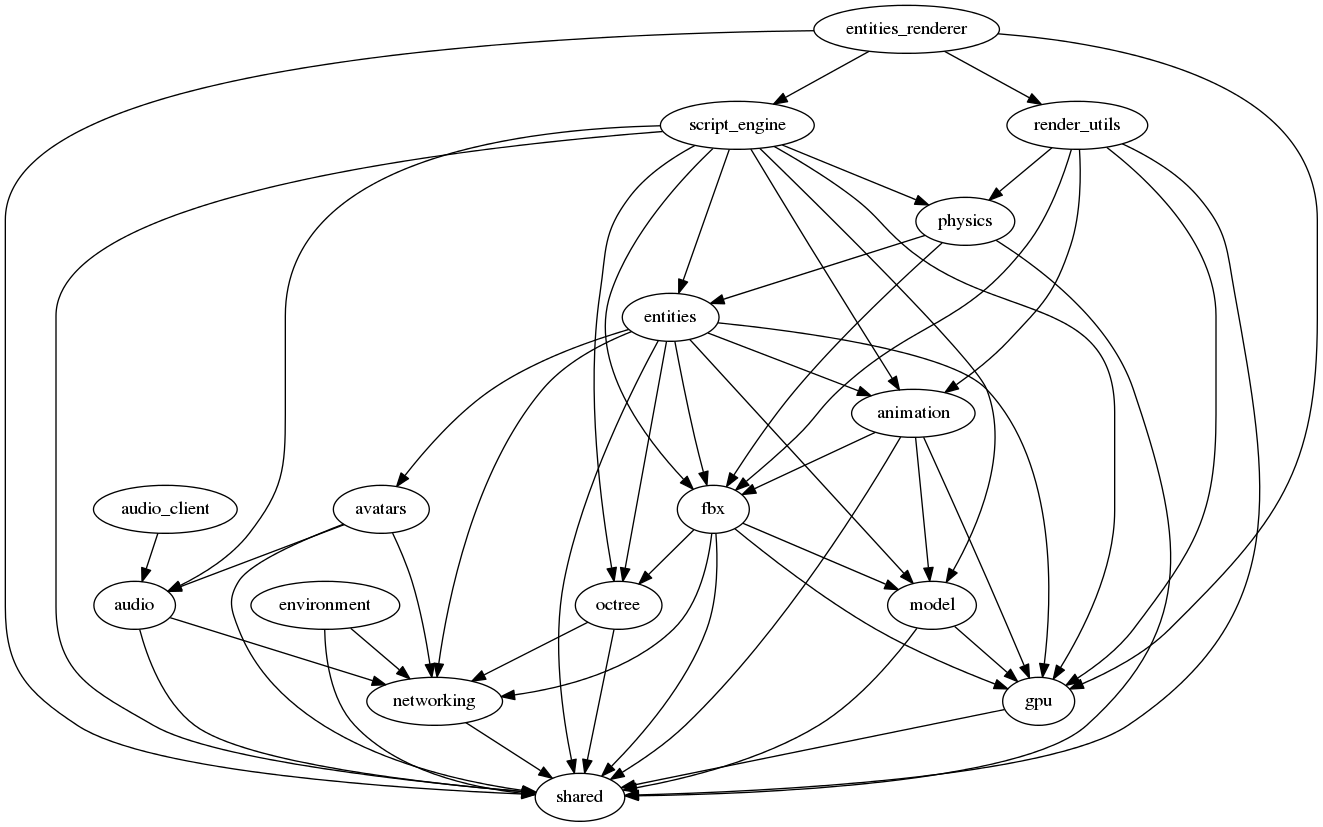 entities_renderer
script_engine
render_utils
physics
entities
animation
audio_client
avatars
fbx
audio
environment
octree
model
networking
gpu
shared